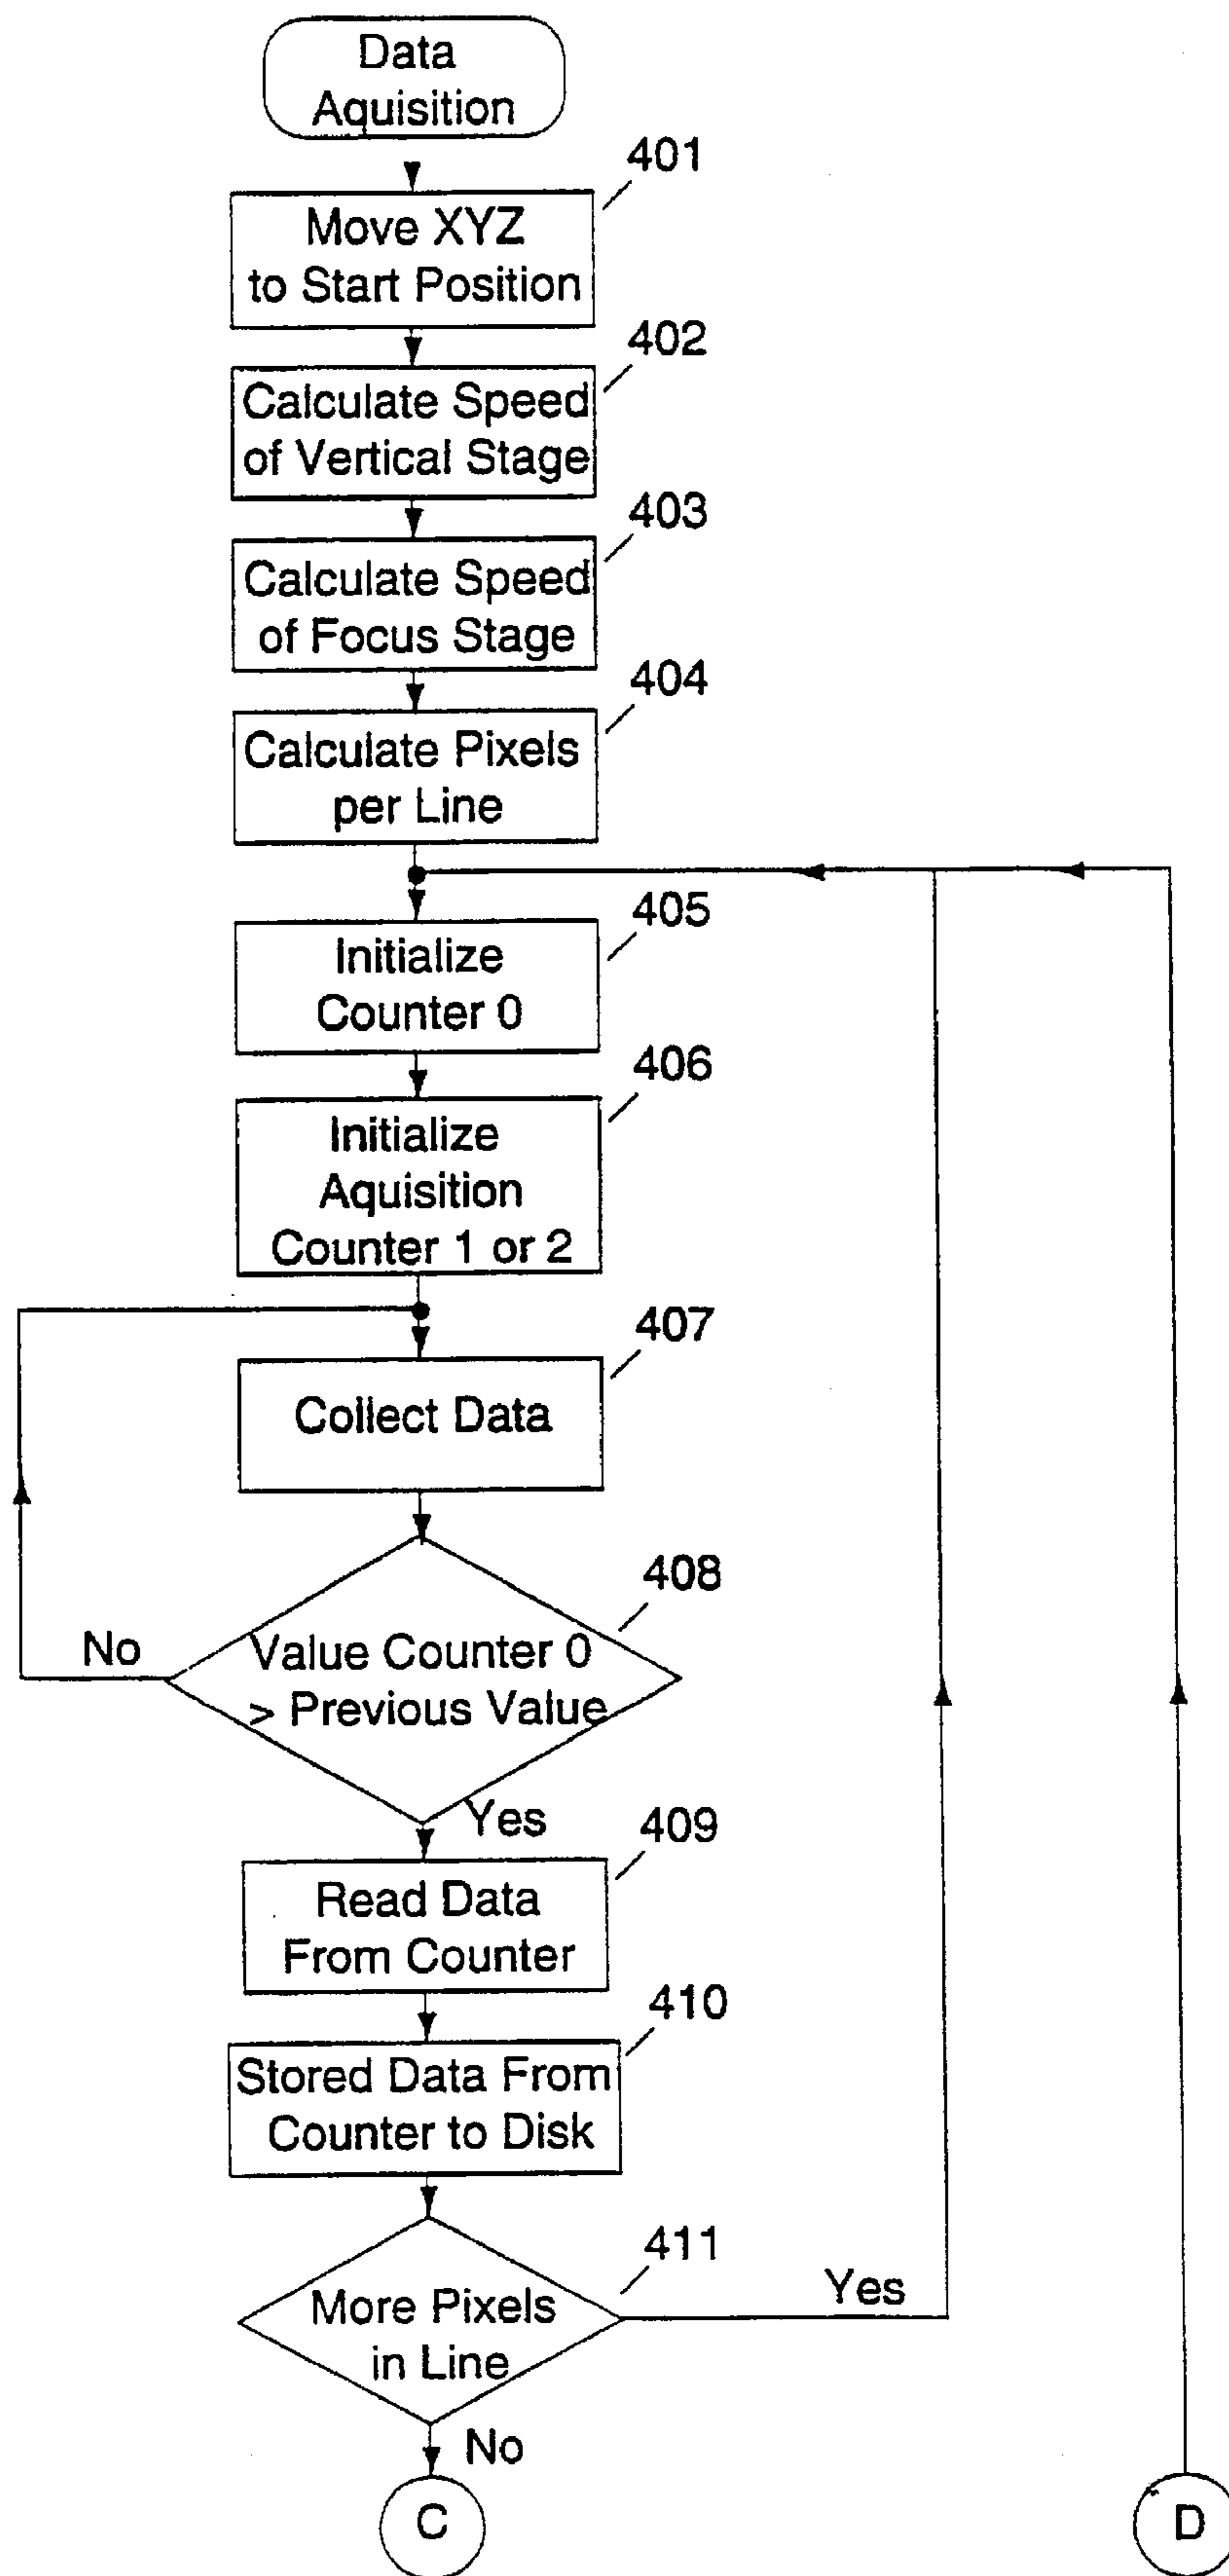 Data
Aquisition
401
Move XYZ
to Start Position
402
Calculate Speed
of Vertical Stage
403
Calculate Speed
of Focus Stage
404
Calculate Pixels
per Line
405
Initialize
Counter 0
406
Initialize
Aquisition
Counter 1 or 2
407
Collect Data
408
No
Value Counter 0
> Previous Value
Yes
409
Read Data
From Counter
410
Stored Data From
Counter to Disk
411
More Pixels
in Line
Yes
No
C
D